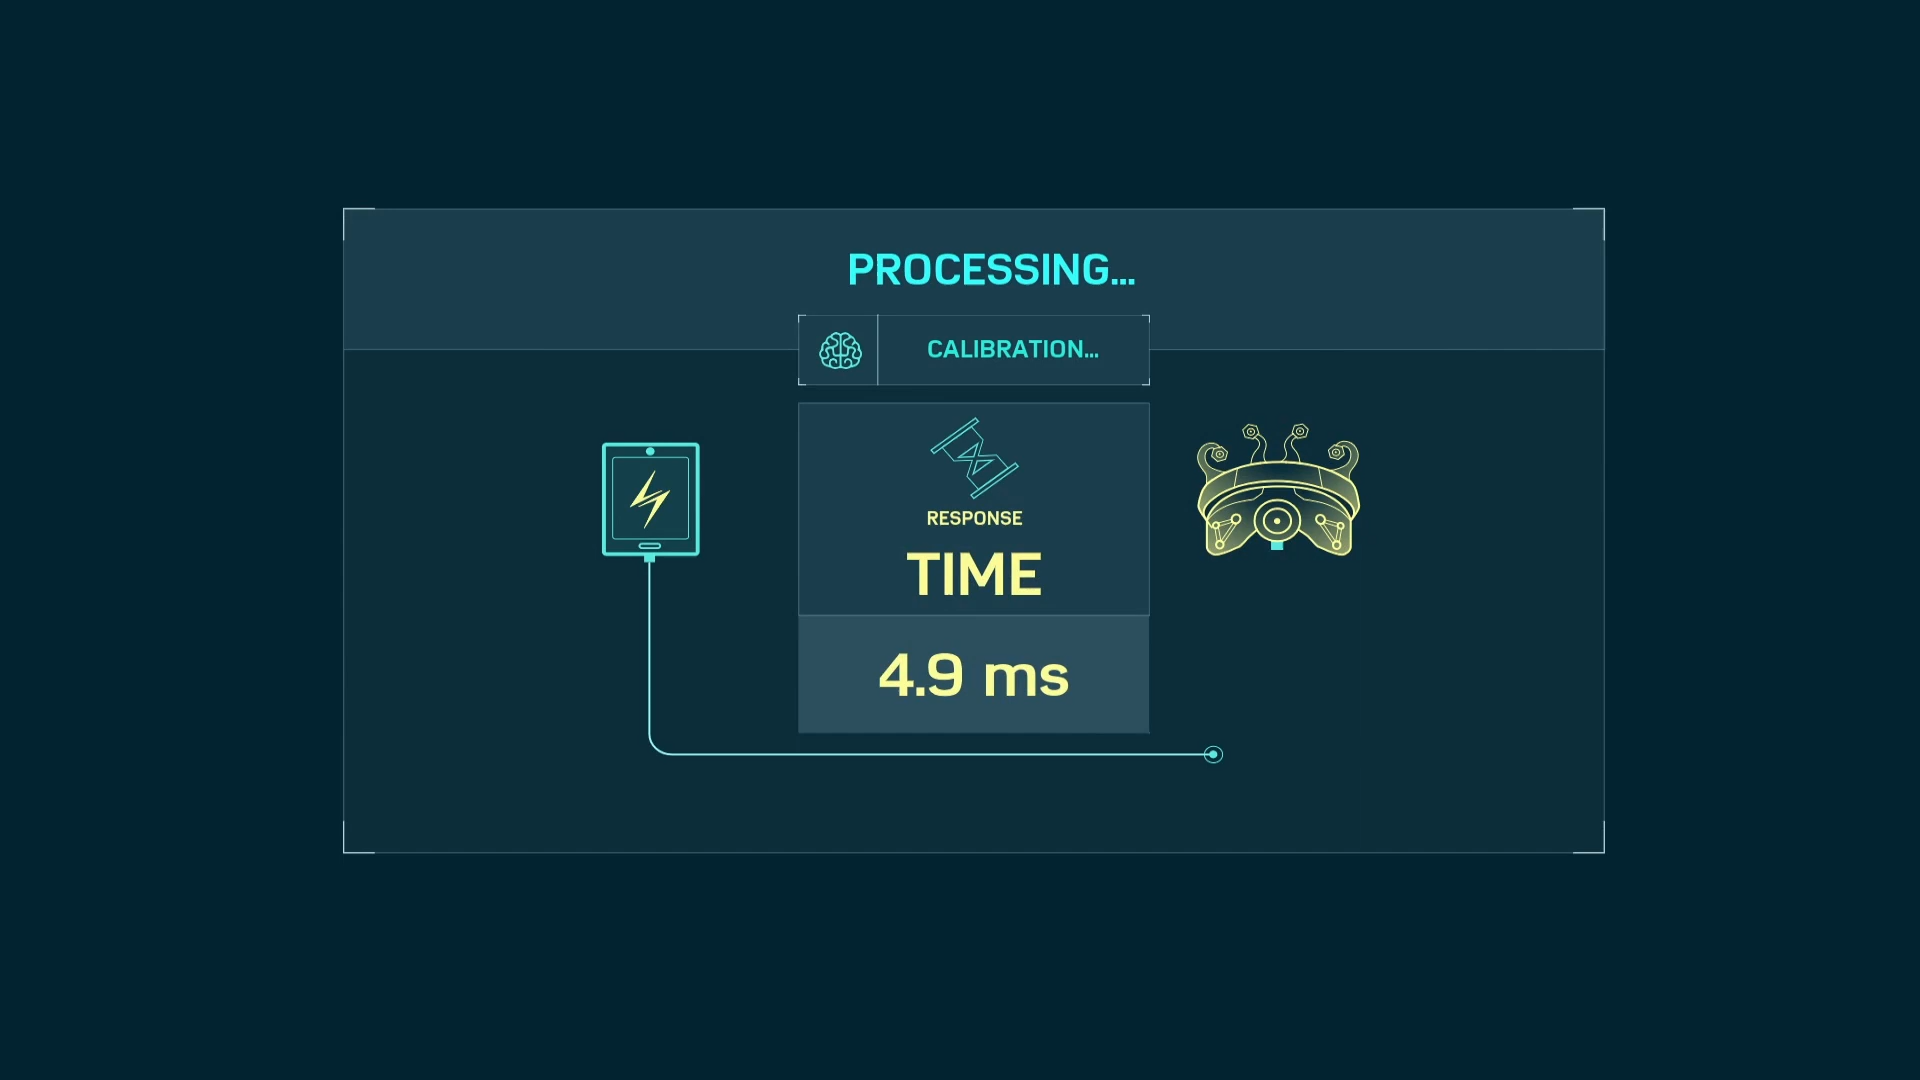 PROCESSING...
CALIBRATION...
RESPONSE
TIME
4.9 ms